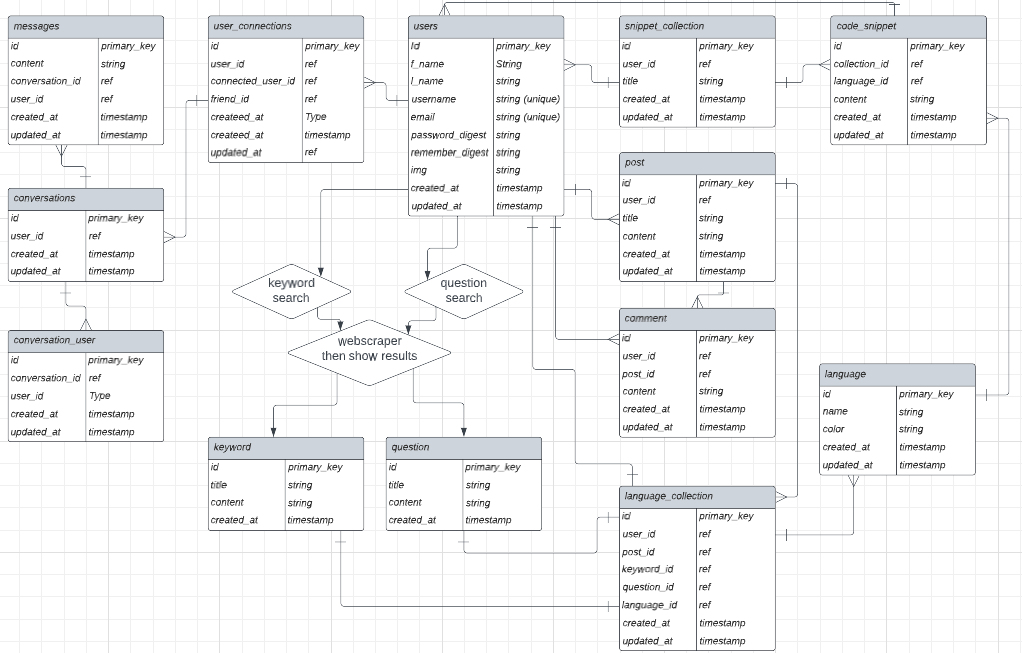 messages
id primary_key
content string
conversation_id ref
user_id ref
created_at timestamp
updated_at timestamp
user_connections
id primary_key
user_id ref
connected_user_id ref
friend_id ref
createed_at Type
createed_at timestamp
updated_at ref
users
Id primary_key
f_name String
l_name string
username string (unique)
email string (unique)
password_digest string
remember_digest string
img string
created_at timestamp
updated_at timestamp
snippet_collection
id primary_key
user_id ref
title string
created_at timestamp
updated_at timestamp
code_snippet
id primary_key
collection_id ref
language_id ref
content string
created_at timestamp
updated_at timestamp
conversations
id primary_key
user_id ref
created_at timestamp
updated_at timestamp
post
id primary_key
user_id ref
title string
content string
created_at timestamp
updated_at timestamp
keyword
search
question
search
webscraper
then show results
conversation_user
id primary_key
conversation_id ref
user_id Type
created_at timestamp
updated_at timestamp
comment
id primary_key
user_id ref
post_id ref
content string
created_at timestamp
updated_at timestamp
language
id primary_key
name string
color string
created_at timestamp
updated_at timestamp
keyword
id primary_key
title string
content string
created_at timestamp
question
id primary_key
title string
content string
created_at timestamp
language_collection
id primary_key
user_id ref
post_id ref
keyword_id ref
question_id ref
language_id ref
created_at timestamp
updated_at timestamp